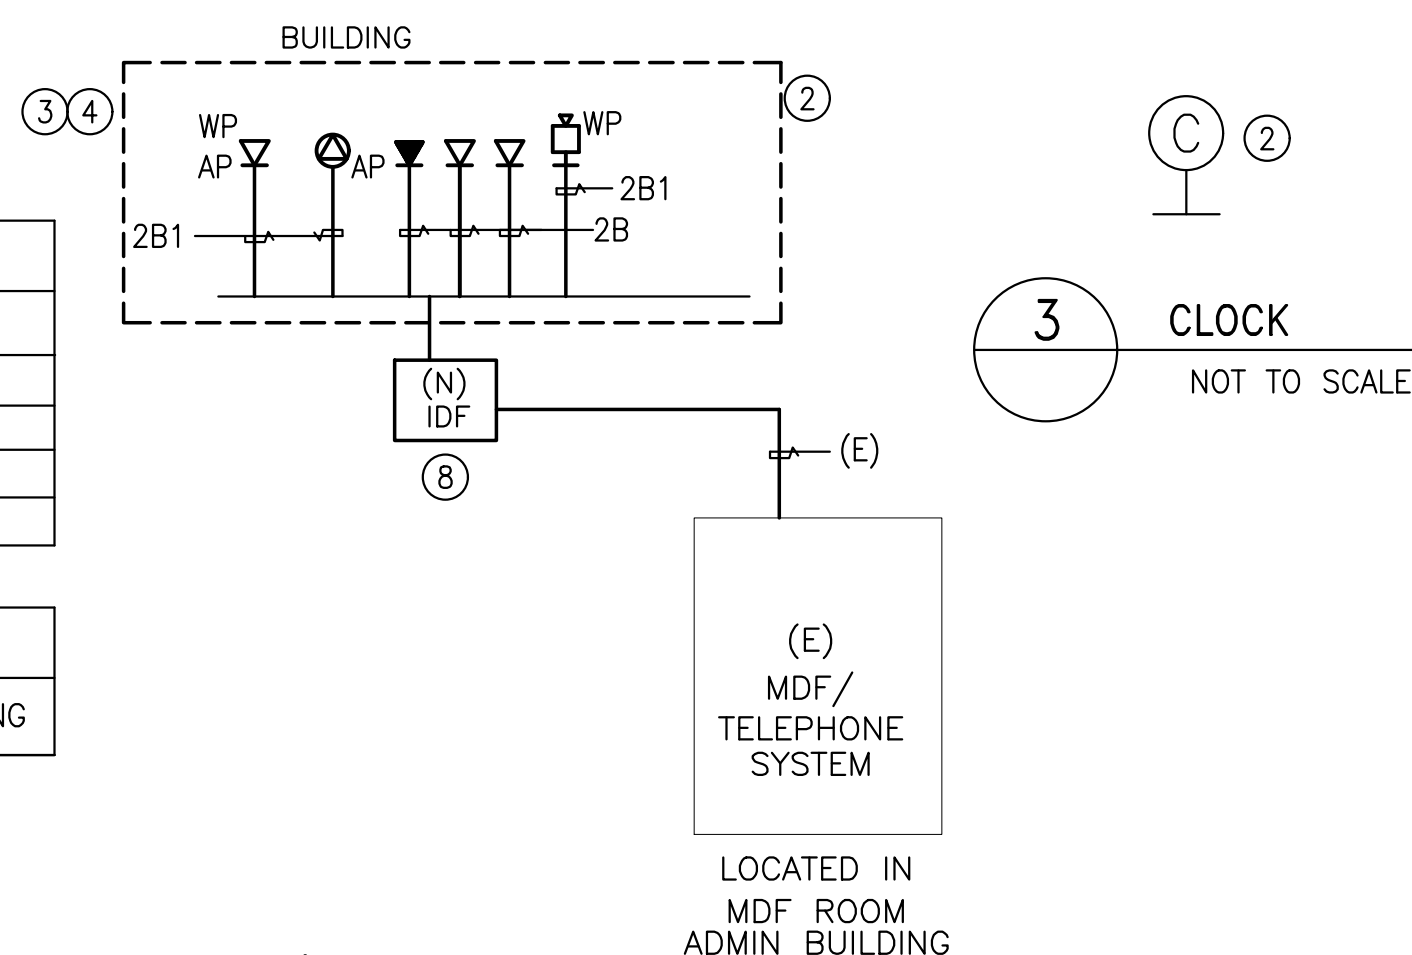 BUILDING
3 4
2
WP
AP
AP
WP
2B1
2B1
2B
(N)
IDF
8
(E)
(E)
MDF/
TELEPHONE
SYSTEM
LOCATED IN
MDF ROOM
ADMIN BUILDING
C 2
3 CLOCK
NOT TO SCALE
NG